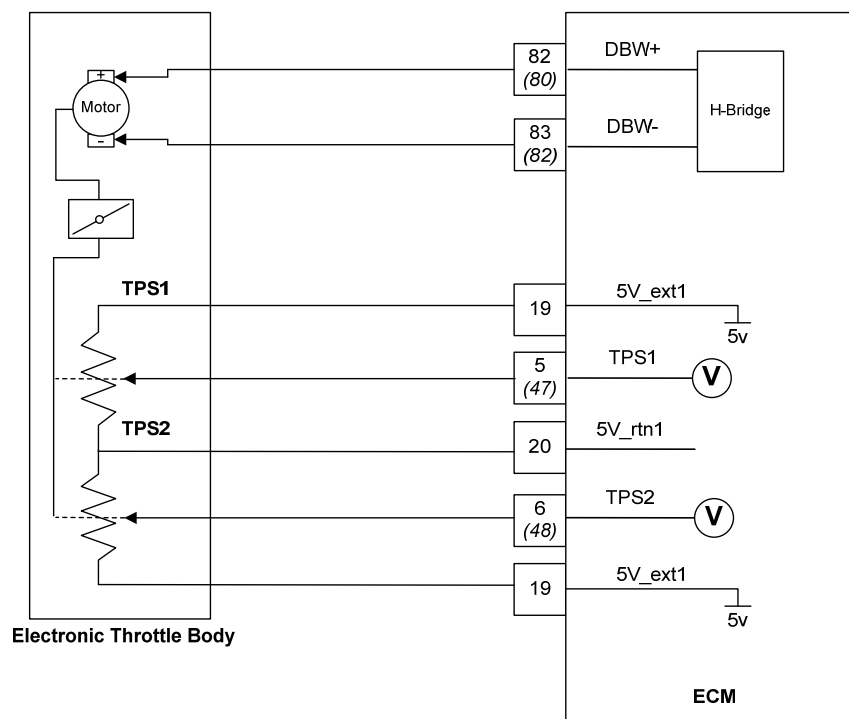 82
(80)
DBW+
+
Motor
–
H-Bridge
83
(82)
DBW-
TPS1
19
5V_ext1
5v
5
(47)
TPS1
V
TPS2
20
5V_rtn1
6
(48)
TPS2
V
19
5V_ext1
5v
Electronic Throttle Body
ECM